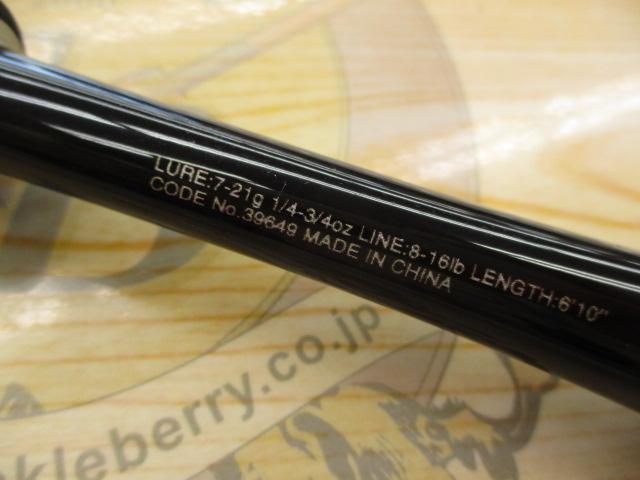 LURE:7-21g 1/4-3/4oz LINE:8-16lb LENGTH:6'10"
CODE No.39649 MADE IN CHINA
kleberry.co.jp